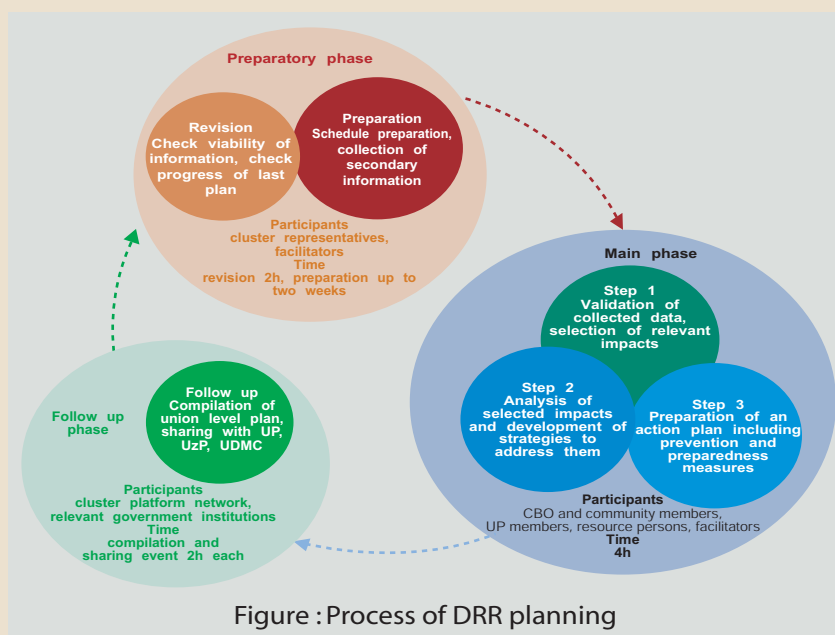 Preparatory phase
Revision
Check viability of
information, check
progress of last
plan
Preparation
Schedule preparation,
collection of
secondary
information
Participants
cluster representatives,
facilitators
Time
revision 2h, preparation up to
two weeks
Main phase
Step 1
Validation of
collected data,
selection of relevant
impacts
Step 2
Analysis of
selected impacts
and development of
strategies to
address them
Step 3
Preparation of an
action plan including
prevention and
preparedness
measures
Participants
CBO and community members,
UP members, resource persons, facilitators
Time
4h
Follow up
phase
Follow up
Compilation of
union level plan,
sharing with UP,
UzP, UDMC
Participants
cluster platform network,
relevant government institutions
Time
compilation and
sharing event 2h each
Figure : Process of DRR planning